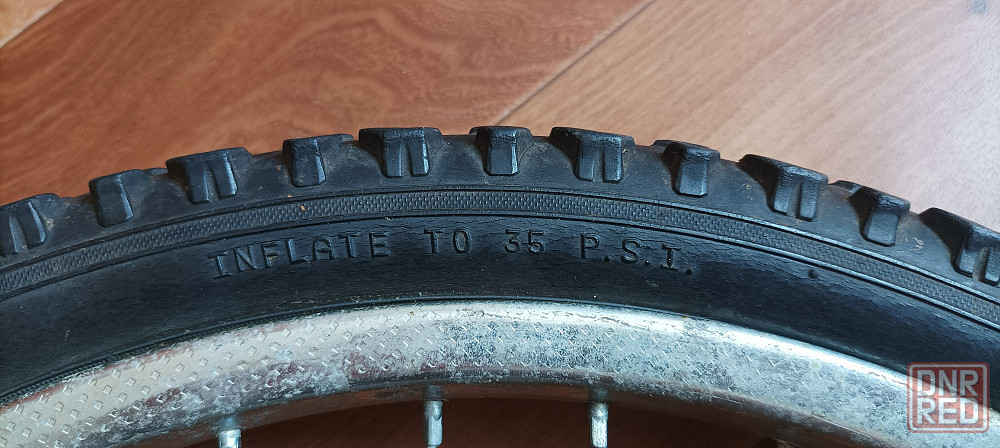 INFLATE TO 35 P.S.I.
DNR
RED